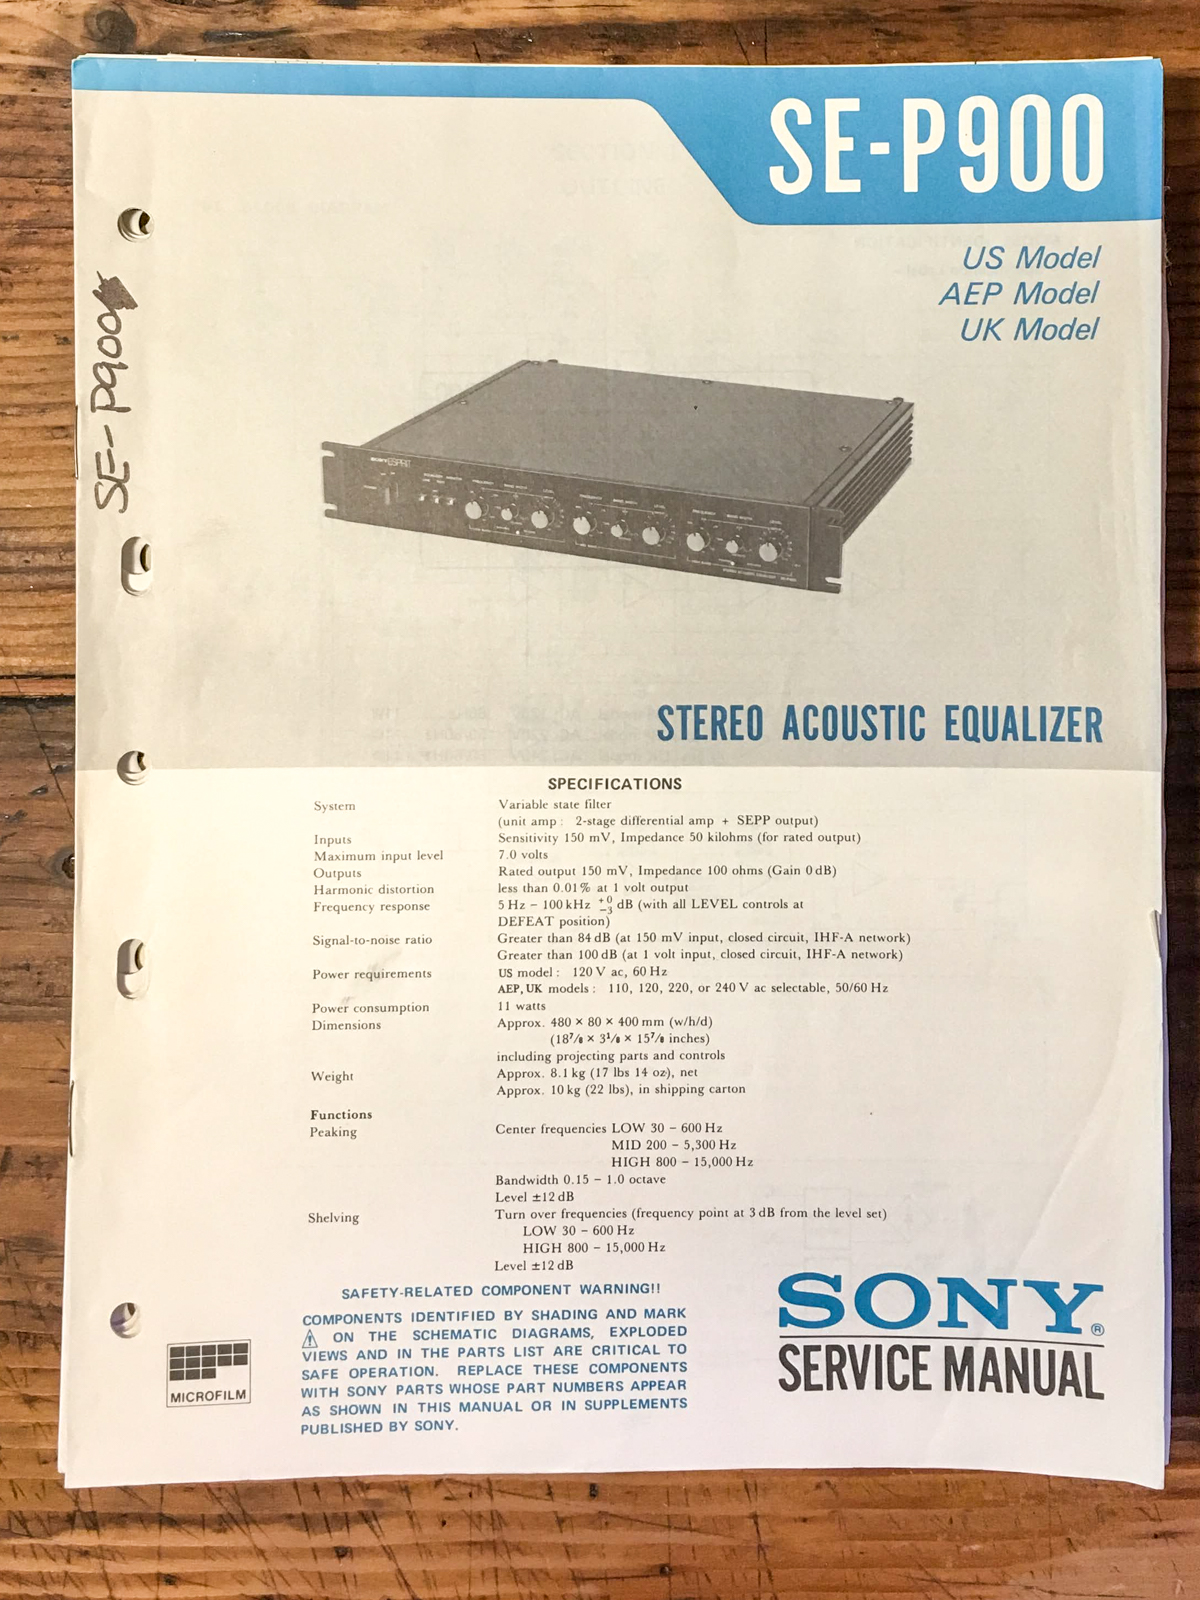 SE-P900
US Model
AEP Model
UK Model
SE-P900
SONY ESPRIT
STEREO ACOUSTIC EQUALIZER
SPECIFICATIONS
System Variable state filter
(unit amp : 2-stage differential amp + SEPP output)
Inputs Sensitivity 150 mV, Impedance 50 kilohms (for rated output)
Maximum input level 7.0 volts
Outputs Rated output 150 mV, Impedance 100 ohms (Gain 0 dB)
Harmonic distortion less than 0.01% at 1 volt output
Frequency response 5 Hz – 100 kHz +0 −3 dB (with all LEVEL controls at
DEFEAT position)
Signal-to-noise ratio Greater than 84 dB (at 150 mV input, closed circuit, IHF-A network)
Greater than 100 dB (at 1 volt input, closed circuit, IHF-A network)
Power requirements US model : 120 V ac, 60 Hz
AEP, UK models : 110, 120, 220, or 240 V ac selectable, 50/60 Hz
Power consumption 11 watts
Dimensions Approx. 480 × 80 × 400 mm (w/h/d)
(18⁷/₈ × 3¹/₈ × 15⁷/₈ inches)
including projecting parts and controls
Weight Approx. 8.1 kg (17 lbs 14 oz), net
Approx. 10 kg (22 lbs), in shipping carton
Functions
Peaking Center frequencies LOW 30 – 600 Hz
MID 200 – 5,300 Hz
HIGH 800 – 15,000 Hz
Bandwidth 0.15 – 1.0 octave
Level ±12 dB
Shelving Turn over frequencies (frequency point at 3 dB from the level set)
LOW 30 – 600 Hz
HIGH 800 – 15,000 Hz
Level ±12 dB
SAFETY-RELATED COMPONENT WARNING!!
COMPONENTS IDENTIFIED BY SHADING AND MARK
⚠ ON THE SCHEMATIC DIAGRAMS, EXPLODED
VIEWS AND IN THE PARTS LIST ARE CRITICAL TO
SAFE OPERATION. REPLACE THESE COMPONENTS
WITH SONY PARTS WHOSE PART NUMBERS APPEAR
AS SHOWN IN THIS MANUAL OR IN SUPPLEMENTS
PUBLISHED BY SONY.
MICROFILM
SONY®
SERVICE MANUAL